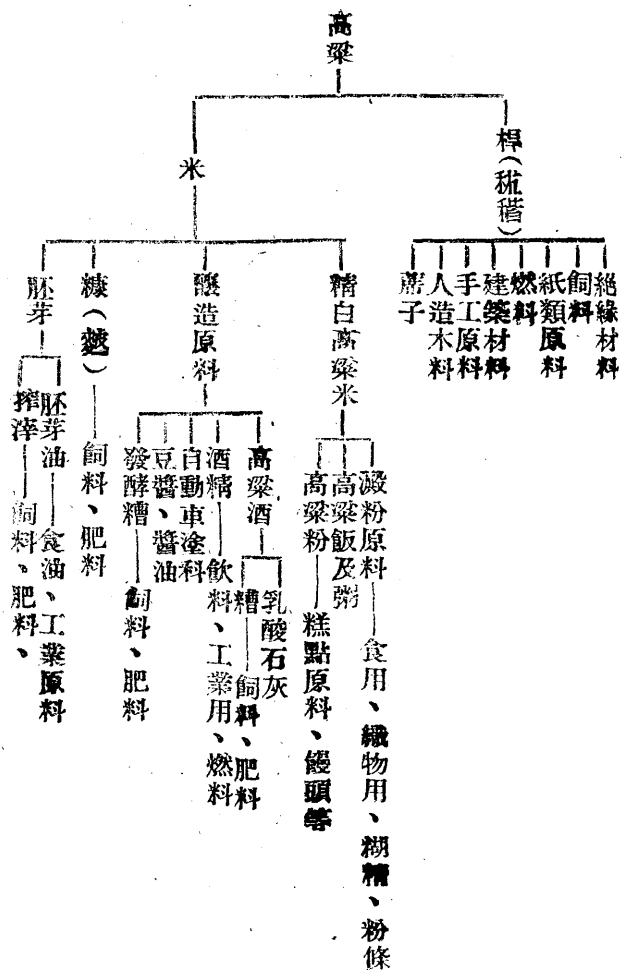 高粱
桿(秫稭)
絕緣材料
飼料
紙類原料
燃料
建築材料
手工原料
人造木料
蓆子
米
精白高粱米
澱粉原料——食用、織物用、糊精、粉條
高粱飯及粥
高粱粉——糕點原料、饅頭等
釀造原料
高粱酒
乳酸石灰
糟——飼料、肥料
酒精——飲料、工業用、燃料
自動車塗料
豆醬、醬油
發酵糟——飼料、肥料
糠(麩)——飼料、肥料
胚芽
胚芽油——食油、工業原料
搾滓——飼料、肥料、